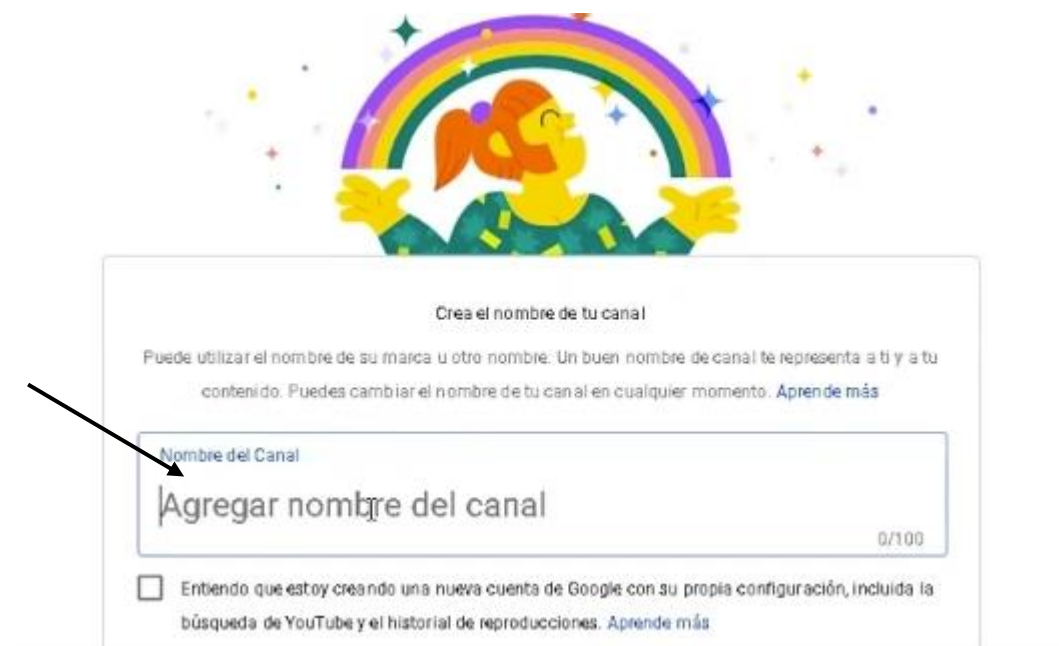 Crea el nombre de tu canal
Puede utilizar el nombre de su marca u otro nombre. Un buen nombre de canal te representa a ti y a tu
contenido. Puedes cambiar el nombre de tu canal en cualquier momento. Aprende más
Nombre del Canal
Agregar nombre del canal
0/100
Entiendo que estoy creando una nueva cuenta de Google con su propia configuración, incluida la
búsqueda de YouTube y el historial de reproducciones. Aprende más